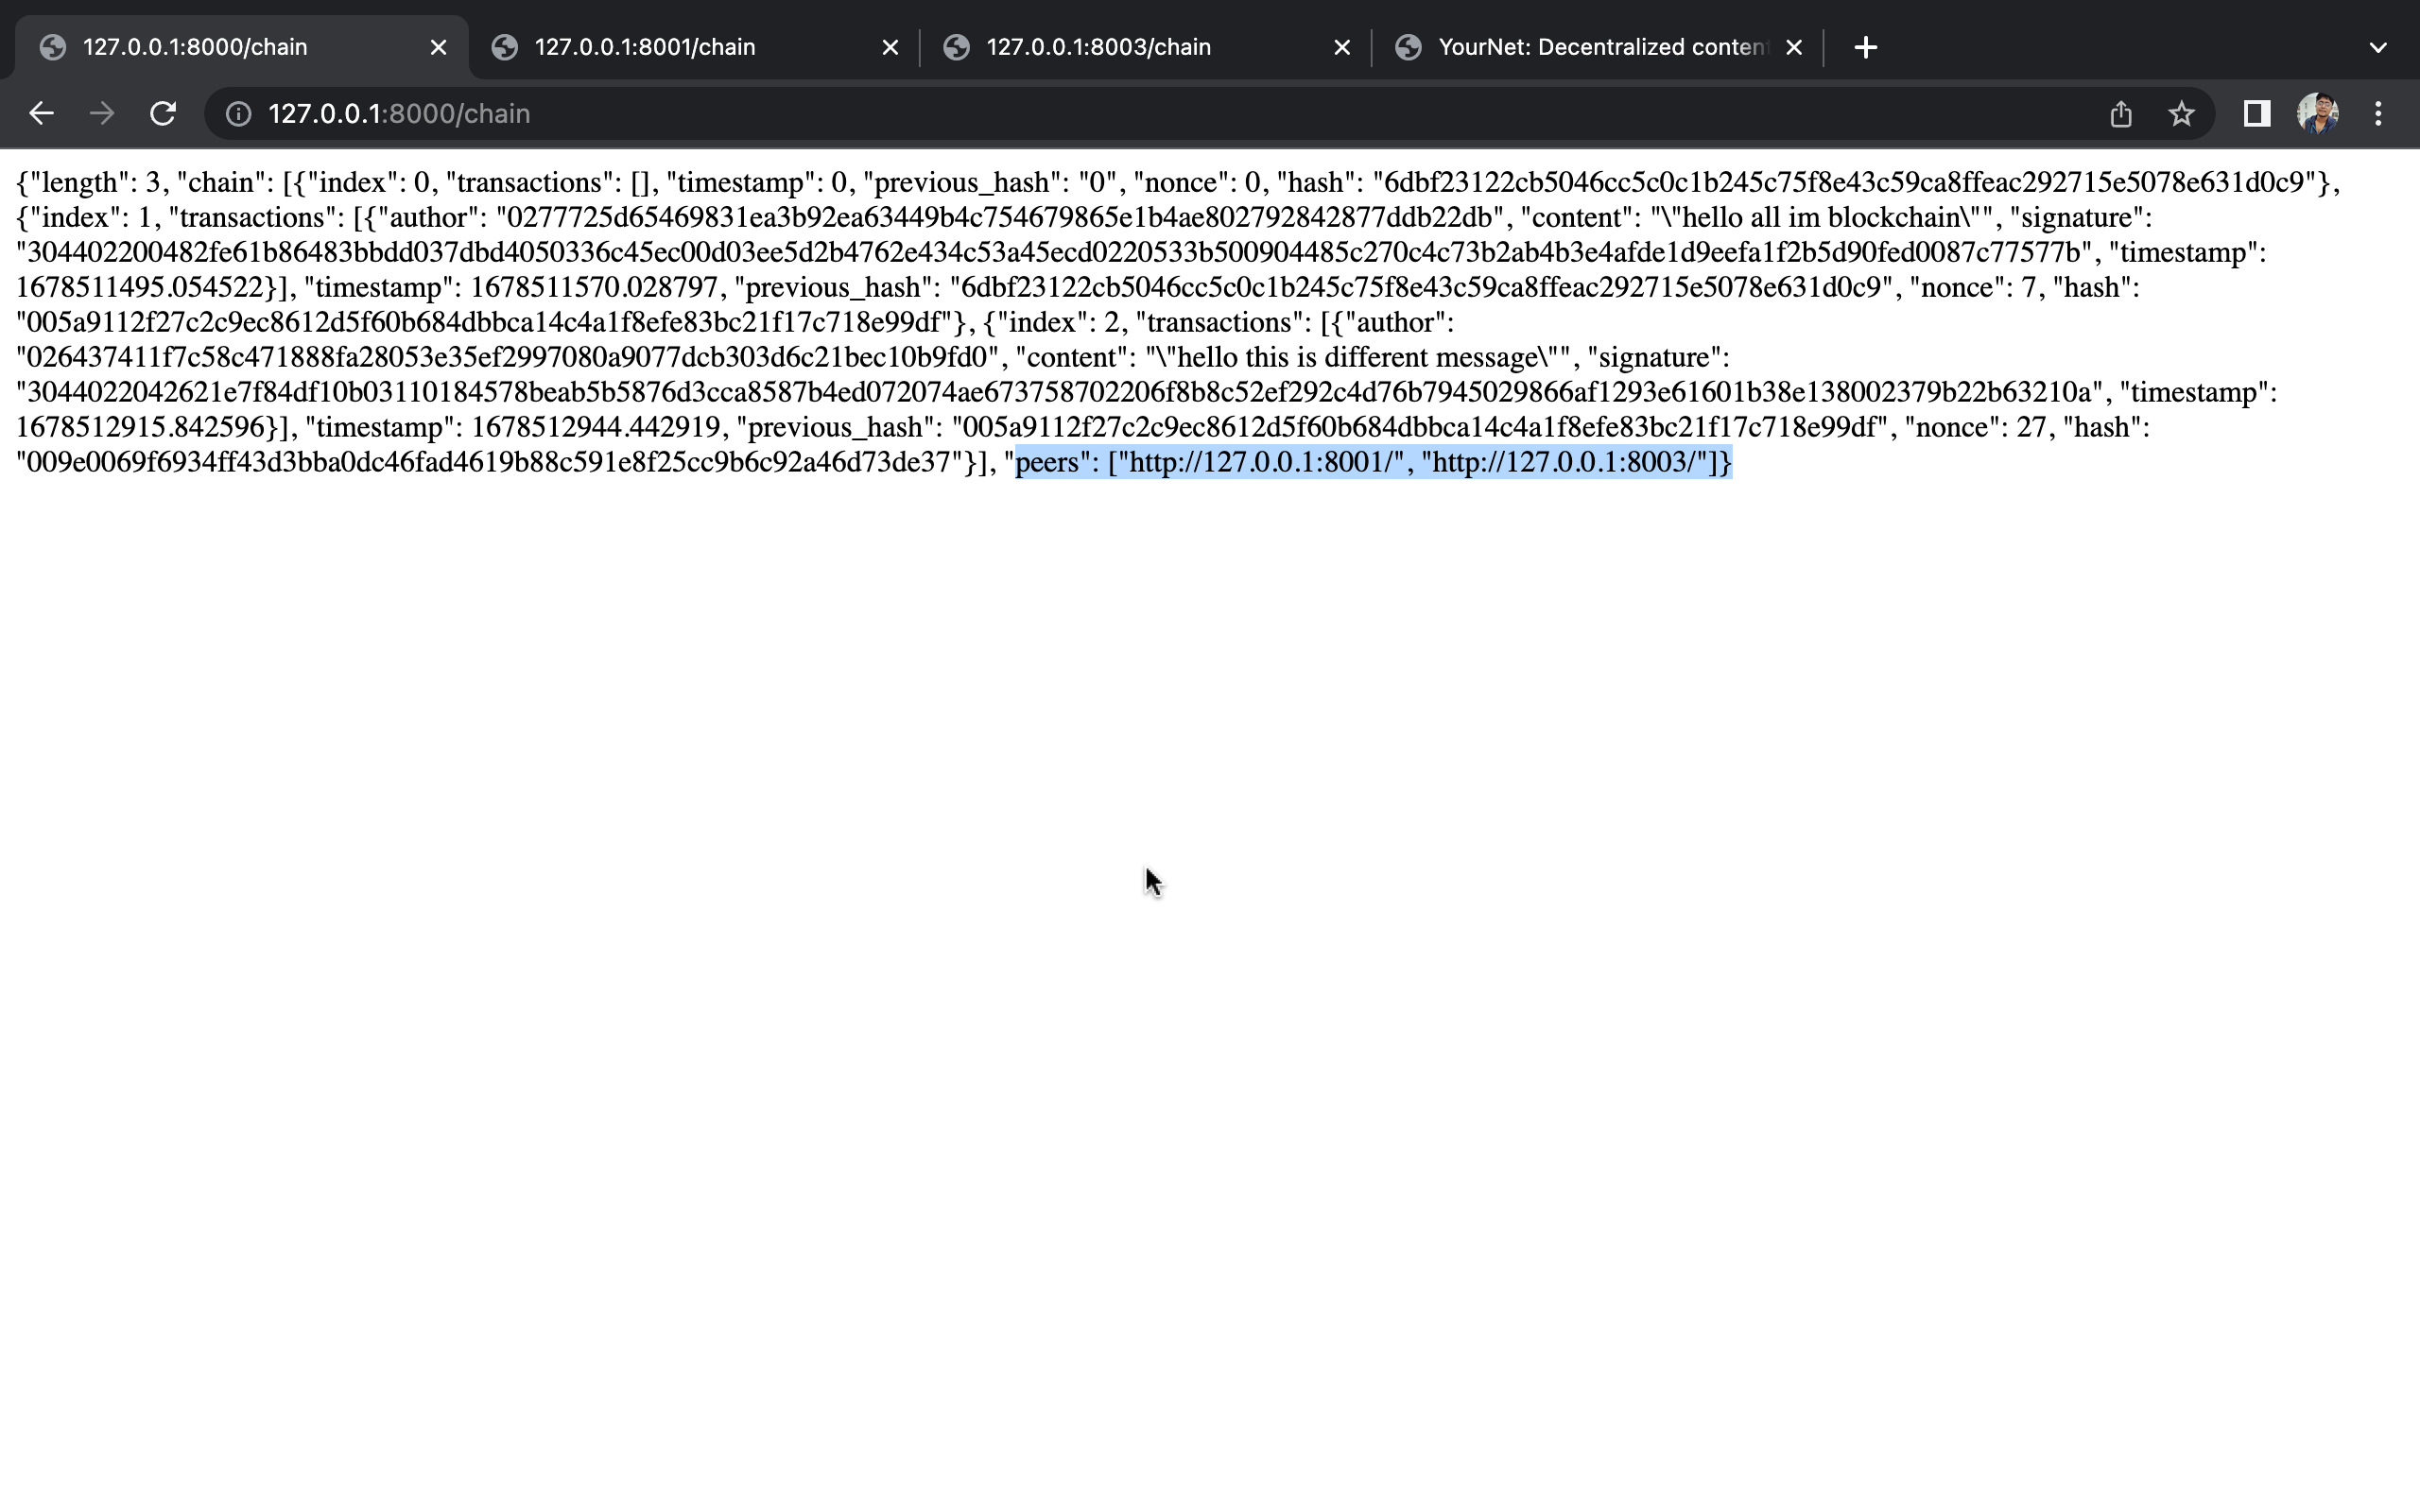 127.0.0.1:8000/chain
127.0.0.1:8001/chain
127.0.0.1:8003/chain
YourNet: Decentralized conten
127.0.0.1:8000/chain
{"length": 3, "chain": [{"index": 0, "transactions": [], "timestamp": 0, "previous_hash": "0", "nonce": 0, "hash": "6dbf23122cb5046cc5c0c1b245c75f8e43c59ca8ffeac292715e5078e631d0c9"},
{"index": 1, "transactions": [{"author": "0277725d65469831ea3b92ea63449b4c754679865e1b4ae802792842877ddb22db", "content": "\"hello all im blockchain\"", "signature":
"304402200482fe61b86483bbdd037dbd4050336c45ec00d03ee5d2b4762e434c53a45ecd0220533b500904485c270c4c73b2ab4b3e4afde1d9eefa1f2b5d90fed0087c77577b", "timestamp":
1678511495.054522}], "timestamp": 1678511570.028797, "previous_hash": "6dbf23122cb5046cc5c0c1b245c75f8e43c59ca8ffeac292715e5078e631d0c9", "nonce": 7, "hash":
"005a9112f27c2c9ec8612d5f60b684dbbca14c4a1f8efe83bc21f17c718e99df"}, {"index": 2, "transactions": [{"author":
"026437411f7c58c471888fa28053e35ef2997080a9077dcb303d6c21bec10b9fd0", "content": "\"hello this is different message\"", "signature":
"3044022042621e7f84df10b03110184578beab5b5876d3cca8587b4ed072074ae673758702206f8b8c52ef292c4d76b7945029866af1293e61601b38e138002379b22b63210a", "timestamp":
1678512915.842596}], "timestamp": 1678512944.442919, "previous_hash": "005a9112f27c2c9ec8612d5f60b684dbbca14c4a1f8efe83bc21f17c718e99df", "nonce": 27, "hash":
"009e0069f6934ff43d3bba0dc46fad4619b88c591e8f25cc9b6c92a46d73de37"}], "peers": ["http://127.0.0.1:8001/", "http://127.0.0.1:8003/"]}